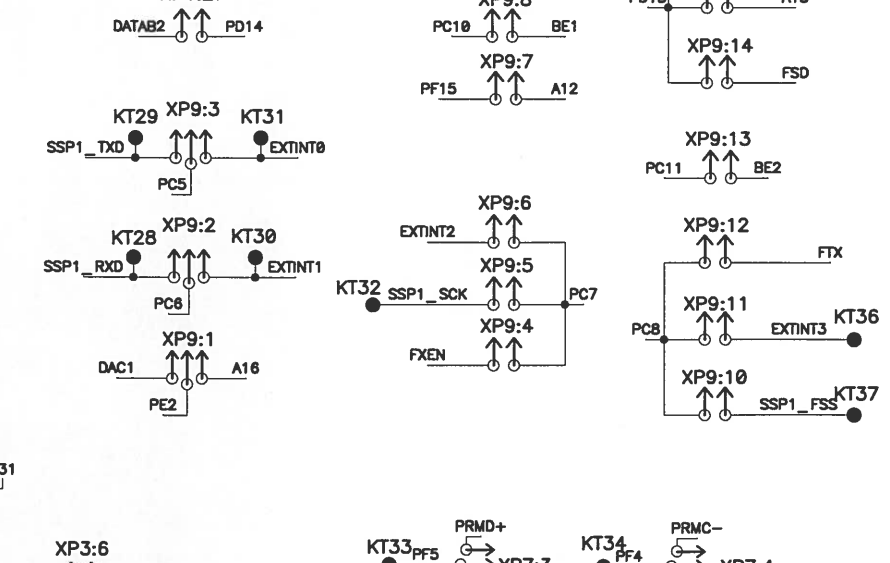 DATAB2 PD14
PC10 XP9:8 BE1
XP9:7
PF15 A12
XP9:14
FSD
KT29 XP9:3 KT31
SSP1_TXD EXTINT0
PC5
XP9:13
PC11 BE2
XP9:6
EXTINT2
XP9:5
KT32 SSP1_SCK PC7
XP9:4
FXEN
KT28 XP9:2 KT30
SSP1_RXD EXTINT1
PC6
XP9:12
FTX
XP9:11
PC8 EXTINT3 KT36
XP9:10
SSP1_FSS KT37
XP9:1
DAC1 A16
PE2
31
XP3:6
PRMD+
KT33 PF5
PRMC-
KT34 PF4